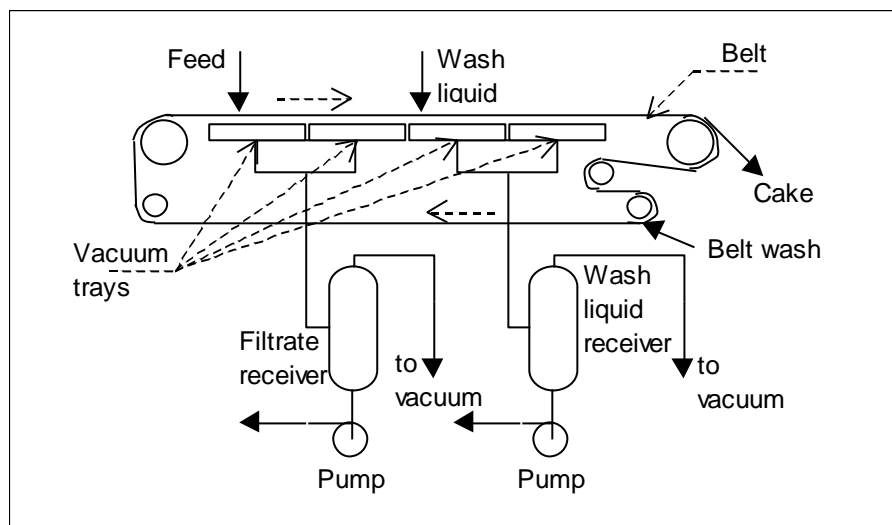 Feed
Wash
liquid
Belt
Cake
Vacuum
trays
Belt wash
Filtrate
receiver
to
vacuum
Wash
liquid
receiver
to
vacuum
Pump
Pump